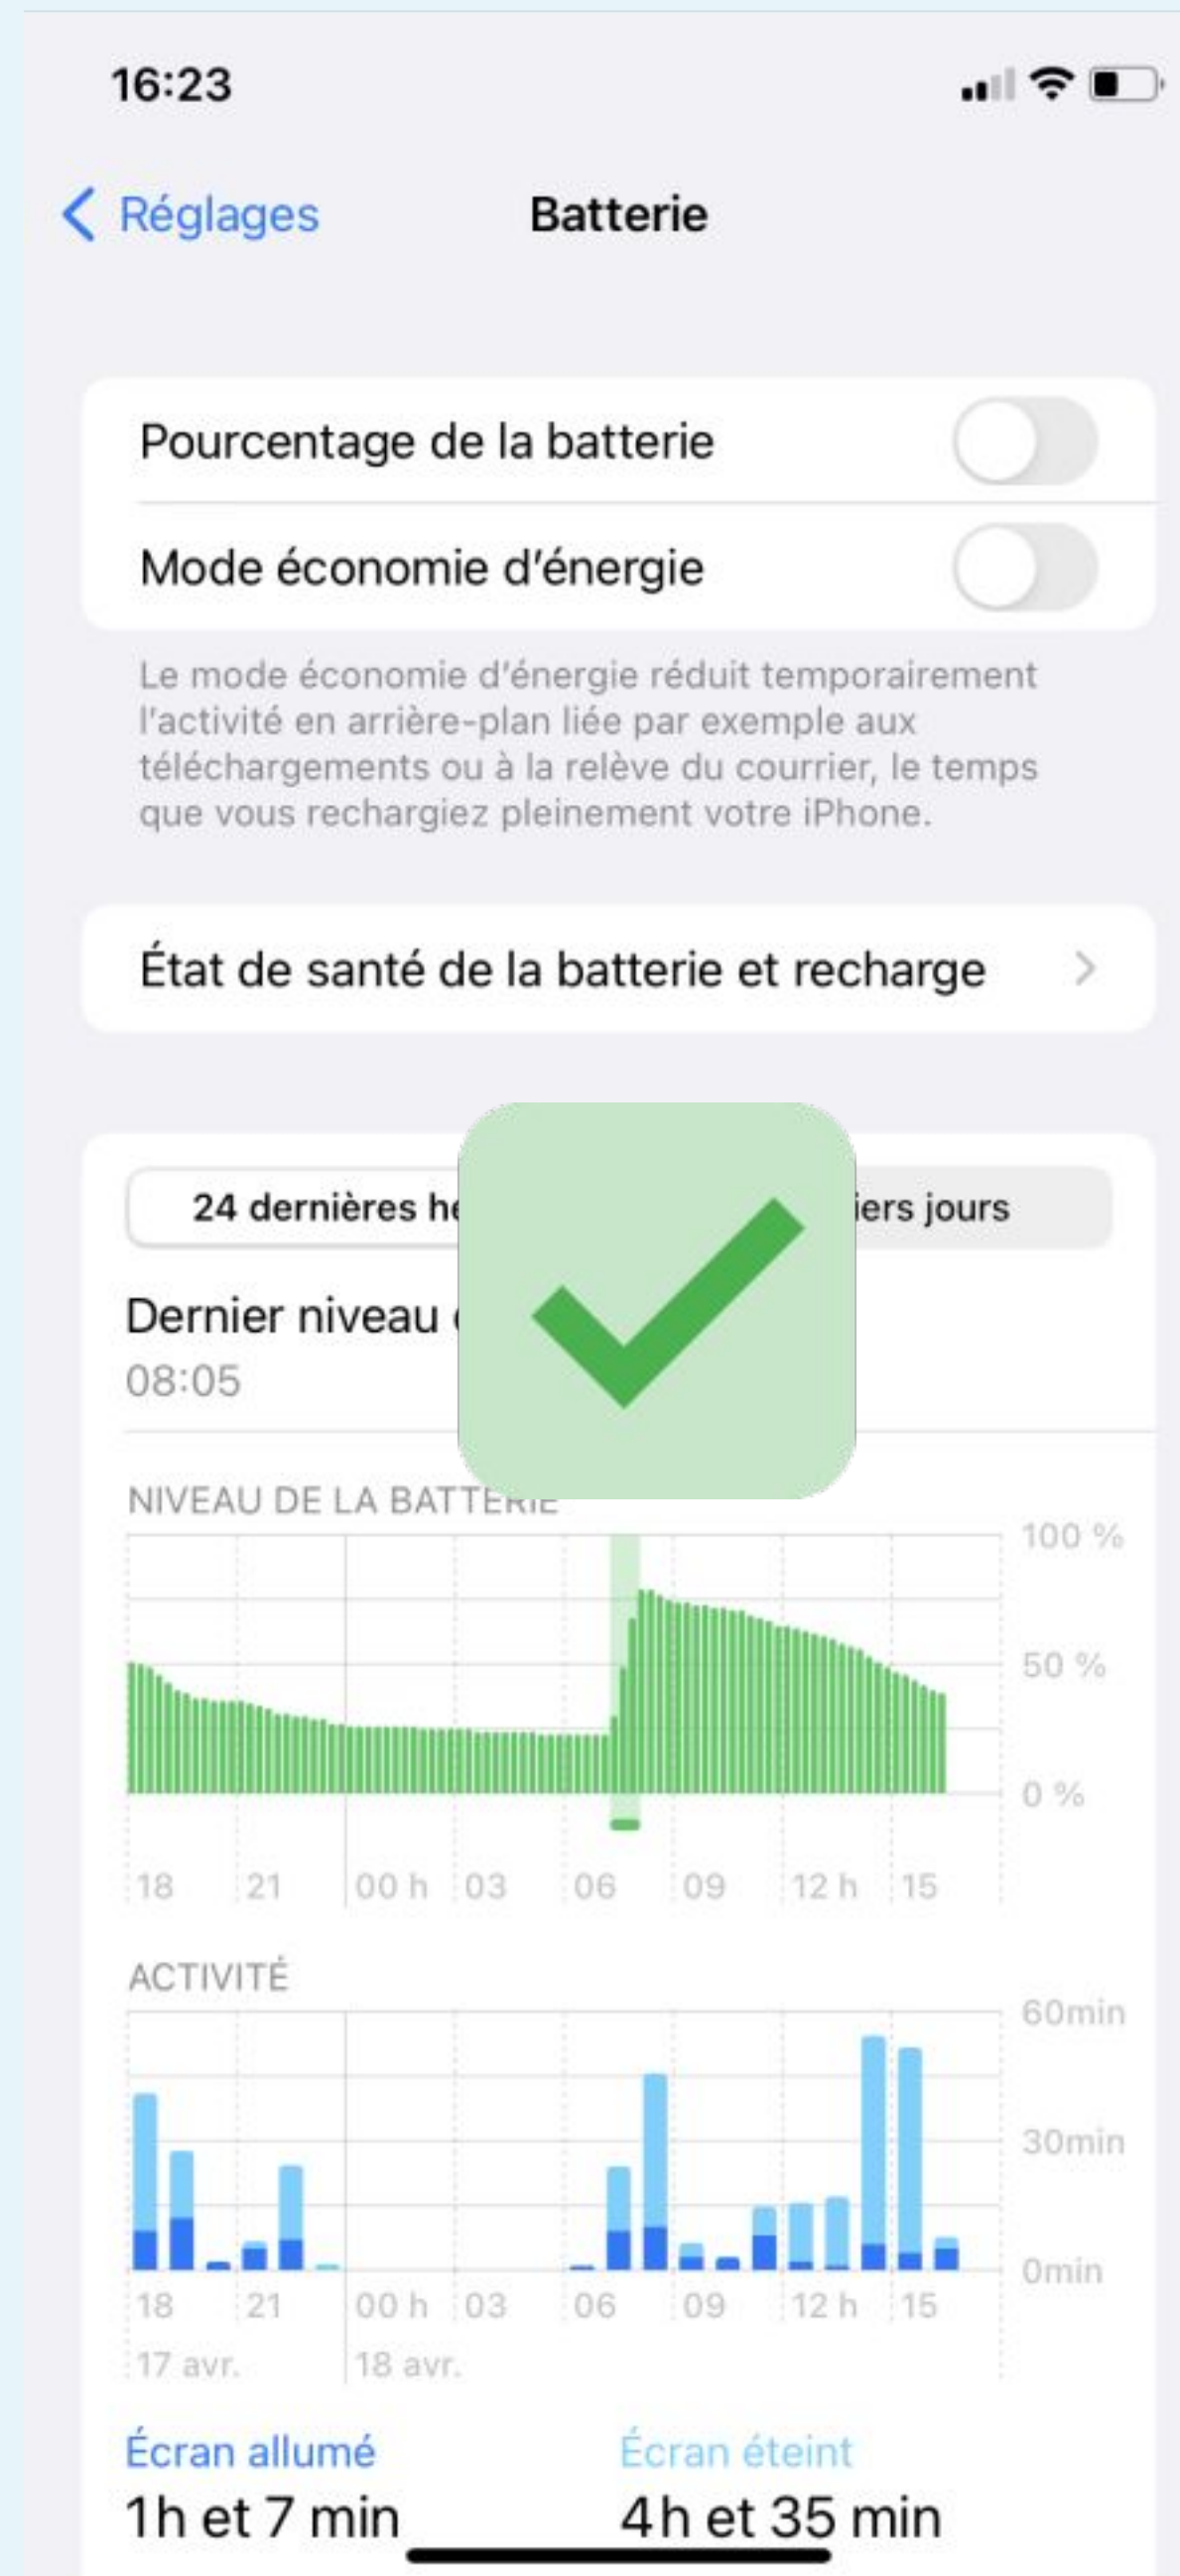 16:23
Réglages
Batterie
Pourcentage de la batterie
Mode économie d'énergie
Le mode économie d'énergie réduit temporairement
l'activité en arrière-plan liée par exemple aux
téléchargements ou à la relève du courrier, le temps
que vous rechargiez pleinement votre iPhone.
État de santé de la batterie et recharge
24 dernières
jours
Dernier niveau
08:05
NIVEAU DE LA BATTERIE
100 %
50 %
0 %
18 21 00 h 03 06 09 12 h 15
ACTIVITÉ
60min
30min
0min
18 21 00 h 03 06 09 12 h 15
17 avr. 18 avr.
Écran allumé Écran éteint
1 h et 7 min 4 h et 35 min